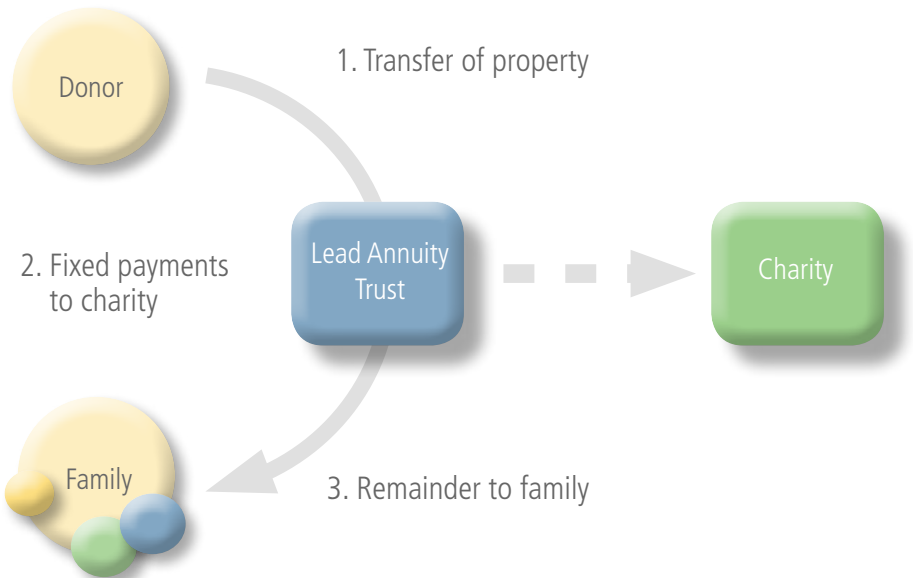 Donor
1. Transfer of property
2. Fixed payments
to charity
Lead Annuity
Trust
Charity
Family
3. Remainder to family